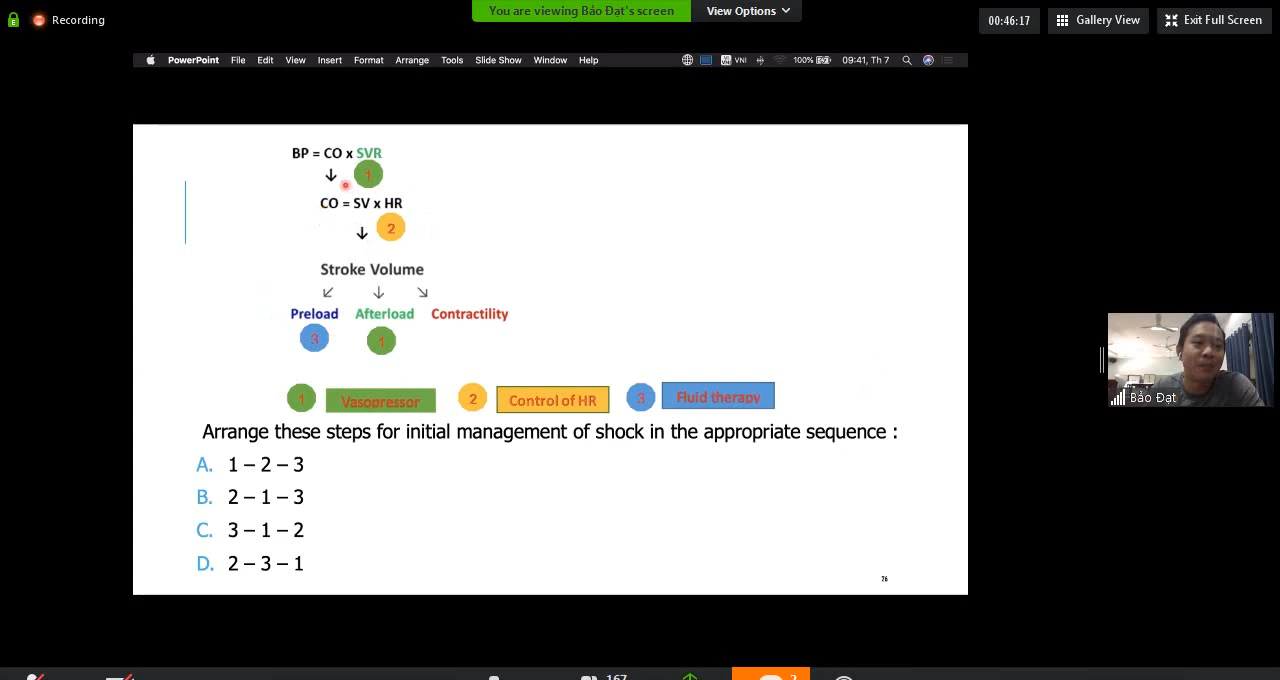 You are viewing Bảo Đạt's screen View Options
Recording
00:46:17 Gallery View Exit Full Screen
PowerPoint File Edit View Insert Format Arrange Tools Slide Show Window Help VNI 100% 09:41, Th 7
BP = CO x SVR
1
CO = SV x HR
2
Stroke Volume
Preload Afterload Contractility
3 1
1 Vasopressor 2 Control of HR 3 Fluid therapy
Arrange these steps for initial management of shock in the appropriate sequence :
A. 1 – 2 – 3
B. 2 – 1 – 3
C. 3 – 1 – 2
D. 2 – 3 – 1
76
Bảo Đạt
167
2